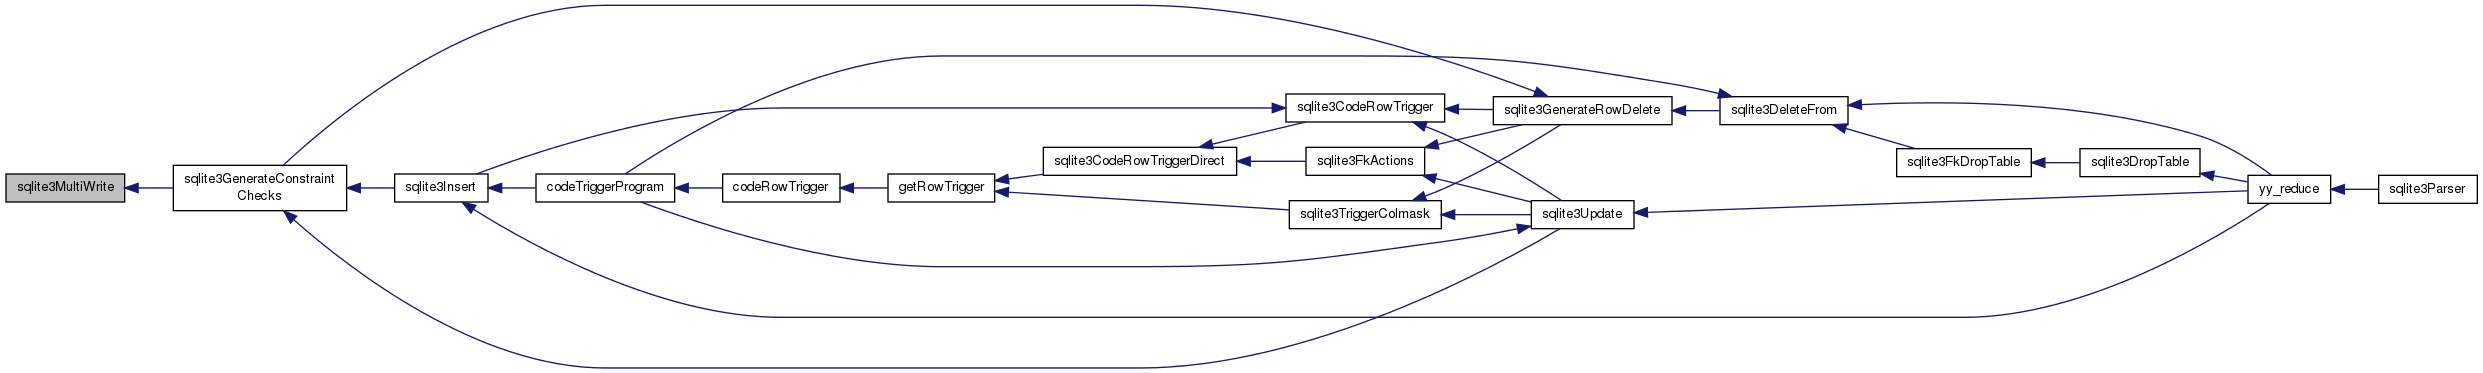 sqlite3MultiWrite
sqlite3GenerateConstraint
Checks
sqlite3Insert
codeTriggerProgram
codeRowTrigger
getRowTrigger
sqlite3CodeRowTriggerDirect
sqlite3CodeRowTrigger
sqlite3FkActions
sqlite3TriggerColmask
sqlite3GenerateRowDelete
sqlite3Update
sqlite3DeleteFrom
sqlite3FkDropTable
sqlite3DropTable
yy_reduce
sqlite3Parser